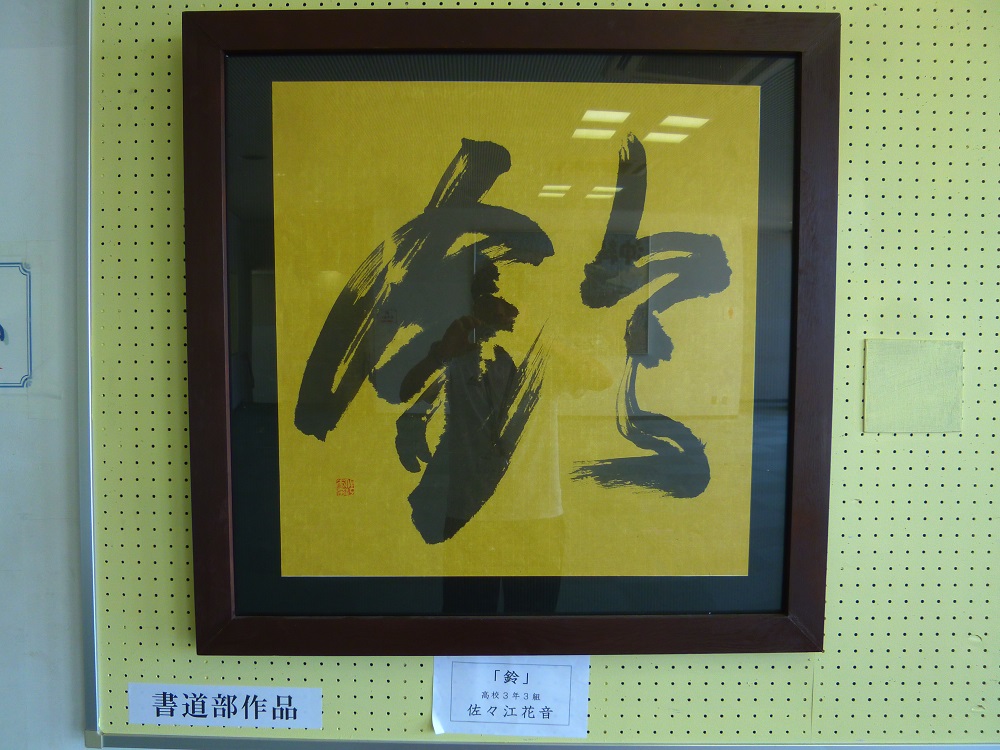 鈴
書道部作品
「鈴」
高校3年3組
佐々江花音